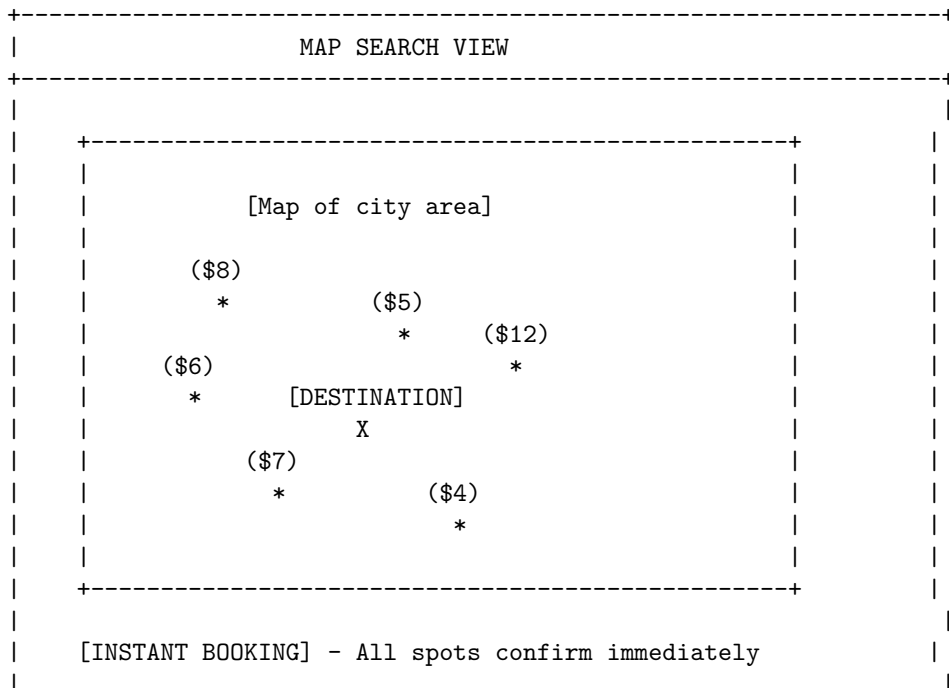 MAP SEARCH VIEW
[Map of city area]
($8)
* ($5)
* ($12)
($6) *
* [DESTINATION]
X
($7)
* ($4)
*
[INSTANT BOOKING] - All spots confirm immediately